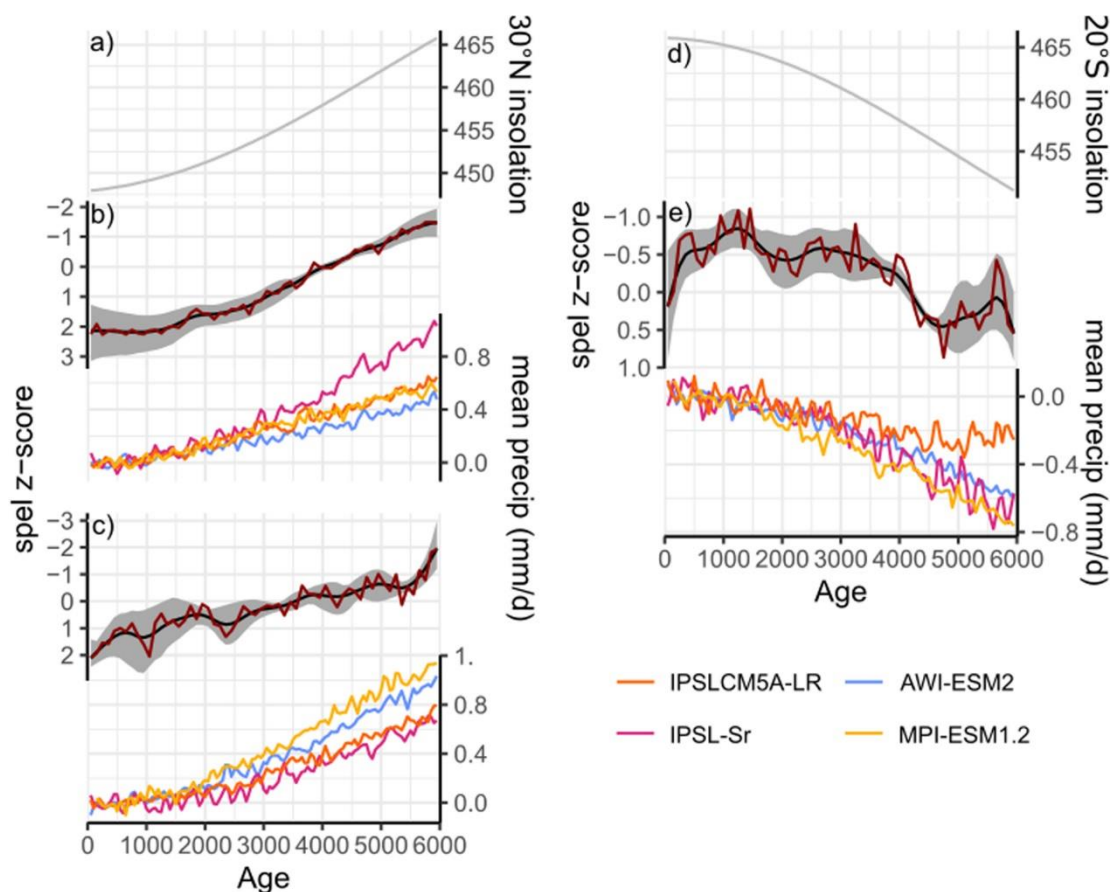 a)
30°N insolation
465
460
455
450
b)
−2
−1
0
1
2
3
0.8
0.4
0.0
spel z−score
mean precip (mm/d)
c)
−3
−2
−1
0
1
2
1.
0.8
0.4
0.0
0 1000 2000 3000 4000 5000 6000
Age
d)
20°S insolation
465
460
455
e)
spel z−score
−1.0
−0.5
0.0
0.5
1.0
mean precip (mm/d)
0.0
−0.4
−0.8
0 1000 2000 3000 4000 5000 6000
Age
IPSLCM5A-LR AWI-ESM2
IPSL-Sr MPI-ESM1.2